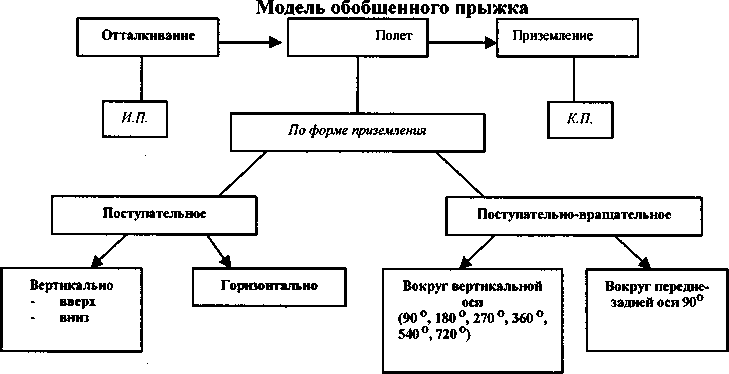 Модель обобщенного прыжка
Отталкивание
Полет
Приземление
И.П.
К.П.
По форме приземления
Поступательное
Поступательно-вращательное
Вертикально
- вверх
- вниз
Горизонтально
Вокруг вертикальной
оси
(90 º, 180 º, 270 º, 360 º,
540 º, 720 º)
Вокруг передне-
задней оси 90º